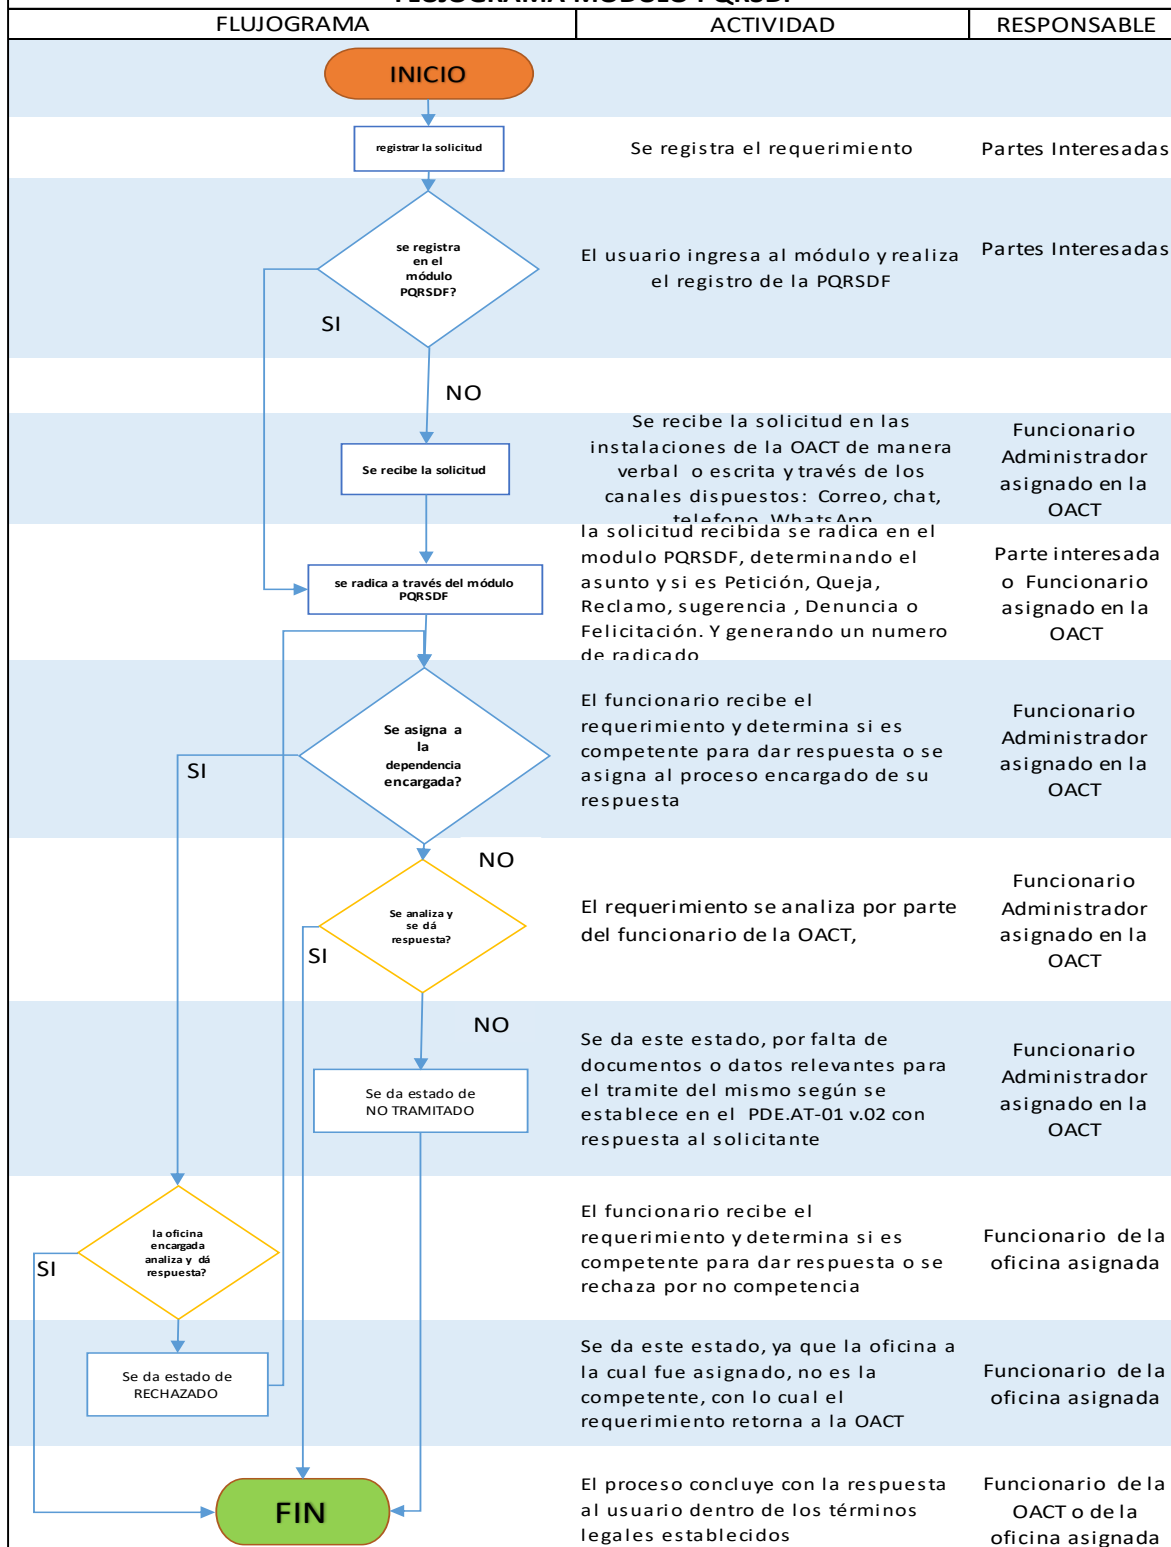 FLUJOGRAMA MODULO PQRSDF
FLUJOGRAMA
ACTIVIDAD
RESPONSABLE
INICIO
registrar la solicitud
Se registra el requerimiento
Partes Interesadas
se registra
en el
módulo
PQRSDF?
SI
NO
El usuario ingresa al módulo y realiza
el registro de la PQRSDF
Partes Interesadas
Se recibe la solicitud
Se recibe la solicitud en las
instalaciones de la OACT de manera
verbal o escrita y través de los
canales dispuestos: Correo, chat,
telefono, WhatsApp
Funcionario
Administrador
asignado en la
OACT
se radica a través del módulo
PQRSDF
la solicitud recibida se radica en el
modulo PQRSDF, determinando el
asunto y si es Petición, Queja,
Reclamo, sugerencia , Denuncia o
Felicitación. Y generando un numero
de radicado
Parte interesada
o Funcionario
asignado en la
OACT
Se asigna a
la
dependencia
encargada?
SI
NO
El funcionario recibe el
requerimiento y determina si es
competente para dar respuesta o se
asigna al proceso encargado de su
respuesta
Funcionario
Administrador
asignado en la
OACT
Se analiza y
se dá
respuesta?
SI
NO
El requerimiento se analiza por parte
del funcionario de la OACT,
Funcionario
Administrador
asignado en la
OACT
Se da estado de
NO TRAMITADO
Se da este estado, por falta de
documentos o datos relevantes para
el tramite del mismo según se
establece en el PDE.AT-01 v.02 con
respuesta al solicitante
Funcionario
Administrador
asignado en la
OACT
la oficina
encargada
analiza y dá
respuesta?
SI
El funcionario recibe el
requerimiento y determina si es
competente para dar respuesta o se
rechaza por no competencia
Funcionario de la
oficina asignada
Se da estado de
RECHAZADO
Se da este estado, ya que la oficina a
la cual fue asignado, no es la
competente, con lo cual el
requerimiento retorna a la OACT
Funcionario de la
oficina asignada
FIN
El proceso concluye con la respuesta
al usuario dentro de los términos
legales establecidos
Funcionario de la
OACT o de la
oficina asignada